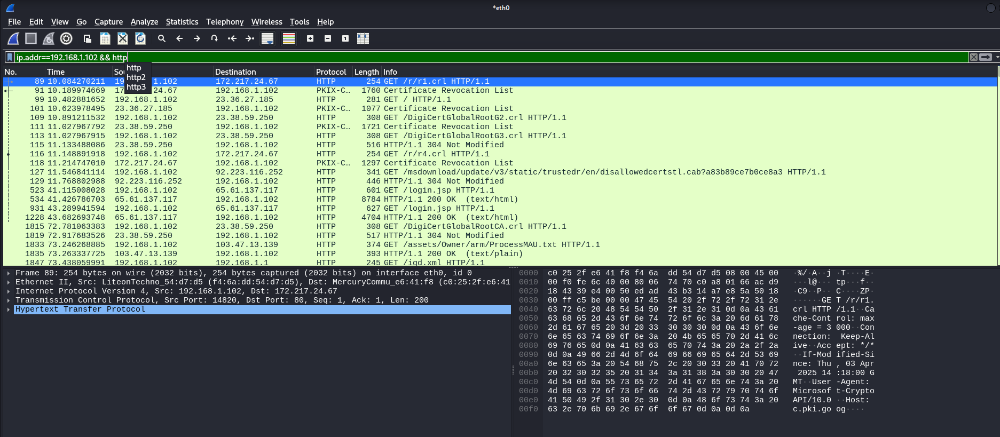 *eth0
File Edit View Go Capture Analyze Statistics Telephony Wireless Tools Help
ip.addr==192.168.1.102 && http
http
http2
http3
No. Time Sou Destination Protocol Length Info
89 10.084270211 19 1.102 172.217.24.67 HTTP 254 GET /r/r1.crl HTTP/1.1
91 10.189974669 17 24.67 192.168.1.102 PKIX-C… 1760 Certificate Revocation List
99 10.482881652 192.168.1.102 23.36.27.185 HTTP 281 GET / HTTP/1.1
101 10.623978495 23.36.27.185 192.168.1.102 PKIX-C… 1077 Certificate Revocation List
109 10.891211532 192.168.1.102 23.38.59.250 HTTP 308 GET /DigiCertGlobalRootG2.crl HTTP/1.1
111 11.027967792 23.38.59.250 192.168.1.102 PKIX-C… 1721 Certificate Revocation List
113 11.027967915 192.168.1.102 23.38.59.250 HTTP 308 GET /DigiCertGlobalRootG3.crl HTTP/1.1
115 11.133488086 23.38.59.250 192.168.1.102 HTTP 516 HTTP/1.1 304 Not Modified
116 11.148891918 192.168.1.102 172.217.24.67 HTTP 254 GET /r/r4.crl HTTP/1.1
118 11.214747010 172.217.24.67 192.168.1.102 PKIX-C… 1297 Certificate Revocation List
127 11.546841114 192.168.1.102 92.223.116.252 HTTP 341 GET /msdownload/update/v3/static/trustedr/en/disallowedcertstl.cab?a83b89ce7b0ce8a3 HTTP/1.1
129 11.768802988 92.223.116.252 192.168.1.102 HTTP 446 HTTP/1.1 304 Not Modified
523 41.115008028 192.168.1.102 65.61.137.117 HTTP 601 GET /login.jsp HTTP/1.1
534 41.426786703 65.61.137.117 192.168.1.102 HTTP 8784 HTTP/1.1 200 OK (text/html)
931 43.289941594 192.168.1.102 65.61.137.117 HTTP 627 GET /login.jsp HTTP/1.1
1228 43.682693748 65.61.137.117 192.168.1.102 HTTP 4704 HTTP/1.1 200 OK (text/html)
1815 72.781063383 192.168.1.102 23.38.59.250 HTTP 308 GET /DigiCertGlobalRootCA.crl HTTP/1.1
1819 72.917683526 23.38.59.250 192.168.1.102 HTTP 517 HTTP/1.1 304 Not Modified
1833 73.246268885 192.168.1.102 103.47.13.139 HTTP 374 GET /assets/Owner/arm/ProcessMAU.txt HTTP/1.1
1835 73.263337725 103.47.13.139 192.168.1.102 HTTP 393 HTTP/1.1 200 OK (text/plain)
1847 73.438059991 192.168.1.102 192.168.1.1 HTTP 245 GET /igd.xml HTTP/1.1
Frame 89: 254 bytes on wire (2032 bits), 254 bytes captured (2032 bits) on interface eth0, id 0
Ethernet II, Src: LiteonTechno_54:d7:d5 (f4:6a:dd:54:d7:d5), Dst: MercuryCommu_e6:41:f8 (c0:25:2f:e6:41
Internet Protocol Version 4, Src: 192.168.1.102, Dst: 172.217.24.67
Transmission Control Protocol, Src Port: 14820, Dst Port: 80, Seq: 1, Ack: 1, Len: 200
Hypertext Transfer Protocol
0000 c0 25 2f e6 41 f8 f4 6a dd 54 d7 d5 08 00 45 00 ·%/·A··j ·T····E·
0010 00 f0 fe 6c 40 00 80 06 74 70 c0 a8 01 66 ac d9 ···l@··· tp···f··
0020 18 43 39 e4 00 50 ed ad 43 b3 14 a7 e8 5a 50 18 ·C9··P·· C····ZP·
0030 00 ff c5 be 00 00 47 45 54 20 2f 72 2f 72 31 2e ······GE T /r/r1.
0040 63 72 6c 20 48 54 54 50 2f 31 2e 31 0d 0a 43 61 crl HTTP /1.1··Ca
0050 63 68 65 2d 43 6f 6e 74 72 6f 6c 3a 20 6d 61 78 che-Cont rol: max
0060 2d 61 67 65 20 3d 20 33 30 30 30 0d 0a 43 6f 6e -age = 3 000··Con
0070 6e 65 63 74 69 6f 6e 3a 20 4b 65 65 70 2d 41 6c nection: Keep-Al
0080 69 76 65 0d 0a 41 63 63 65 70 74 3a 20 2a 2f 2a ive··Acc ept: */*
0090 0d 0a 49 66 2d 4d 6f 64 69 66 69 65 64 2d 53 69 ··If-Mod ified-Si
00a0 6e 63 65 3a 20 54 68 75 2c 20 30 33 20 41 70 72 nce: Thu , 03 Apr
00b0 20 32 30 32 35 20 31 34 3a 31 38 3a 30 30 20 47 2025 14 :18:00 G
00c0 4d 54 0d 0a 55 73 65 72 2d 41 67 65 6e 74 3a 20 MT··User -Agent:
00d0 4d 69 63 72 6f 73 6f 66 74 2d 43 72 79 70 74 6f Microsof t-Crypto
00e0 41 50 49 2f 31 30 2e 30 0d 0a 48 6f 73 74 3a 20 API/10.0 ··Host:
00f0 63 2e 70 6b 69 2e 67 6f 6f 67 0d 0a 0d 0a c.pki.go og····